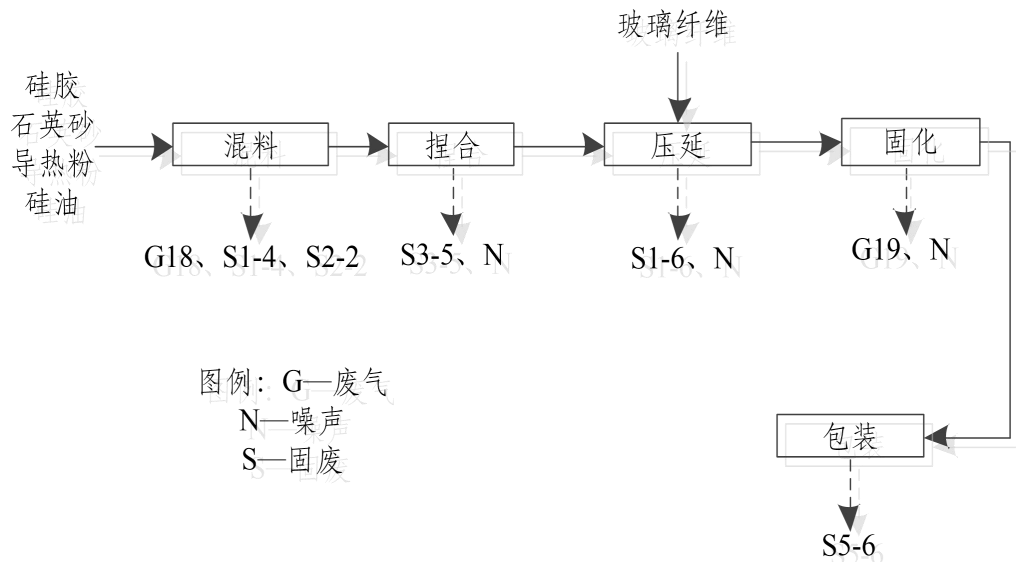 玻璃纤维
硅胶
石英砂
导热粉
硅油
混料
捏合
压延
固化
G18、S1-4、S2-2
S3-5、N
S1-6、N
G19、N
图例：G—废气
N—噪声
S—固废
包装
S5-6